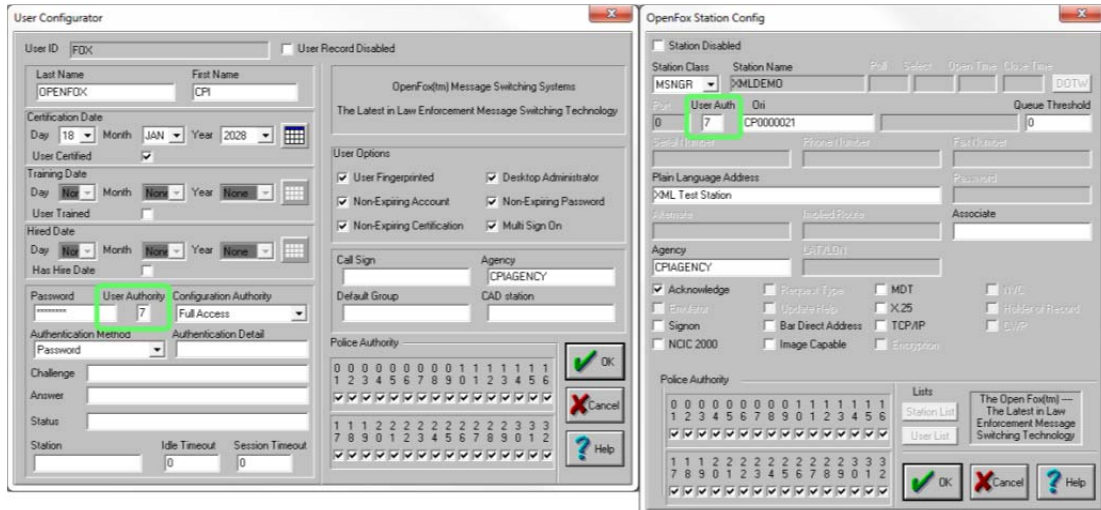 User Configurator
User ID FOX User Record Disabled
Last Name First Name
OPENFOX CPI
Certification Date
Day 18 Month JAN Year 2028
User Certified
Training Date
Day Month None Year None
User Trained
Hired Date
Day Month None Year None
Has Hire Date
Password User Authority Configuration Authority
******** 7 Full Access
Authentication Method Authentication Detail
Password
Challenge
Answer
Status
Station Idle Timeout Session Timeout
0 0
OpenFox(tm) Message Switching Systems
The Latest in Law Enforcement Message Switching Technology
User Options
User Fingerprinted Desktop Administrator
Non-Expiring Account Non-Expiring Password
Non-Expiring Certification Multi Sign On
Call Sign Agency
CPIAGENCY
Default Group CAD station
Police Authority
0 0 0 0 0 0 0 0 0 1 1 1 1 1 1 1
1 2 3 4 5 6 7 8 9 0 1 2 3 4 5 6
1 1 1 2 2 2 2 2 2 2 2 2 2 3 3 3
7 8 9 0 1 2 3 4 5 6 7 8 9 0 1 2
OK
Cancel
Help
OpenFox Station Config
Station Disabled
Station Class Station Name Poll Select Open Time Close Time
MSNGR XMLDEMO DOTW
Port User Auth Ori Queue Threshold
0 7 CP0000021 0
Serial Number Phone Number Fax Number
Plain Language Address Password
XML Test Station
Alternate Implied Route Associate
Agency LAT/LON
CPIAGENCY
Acknowledge Request Type MDT NVC
Emulator Update Help X.25 Holder of Record
Signon Bar Direct Address TCP/IP
NCIC 2000 Image Capable Encryption
Police Authority
0 0 0 0 0 0 0 0 0 1 1 1 1 1 1 1
1 2 3 4 5 6 7 8 9 0 1 2 3 4 5 6
1 1 1 2 2 2 2 2 2 2 2 2 2 3 3 3
7 8 9 0 1 2 3 4 5 6 7 8 9 0 1 2
Lists
Station List
User List
The Open Fox(tm) —
The Latest in Law
Enforcement Message
Switching Technology
OK Cancel Help